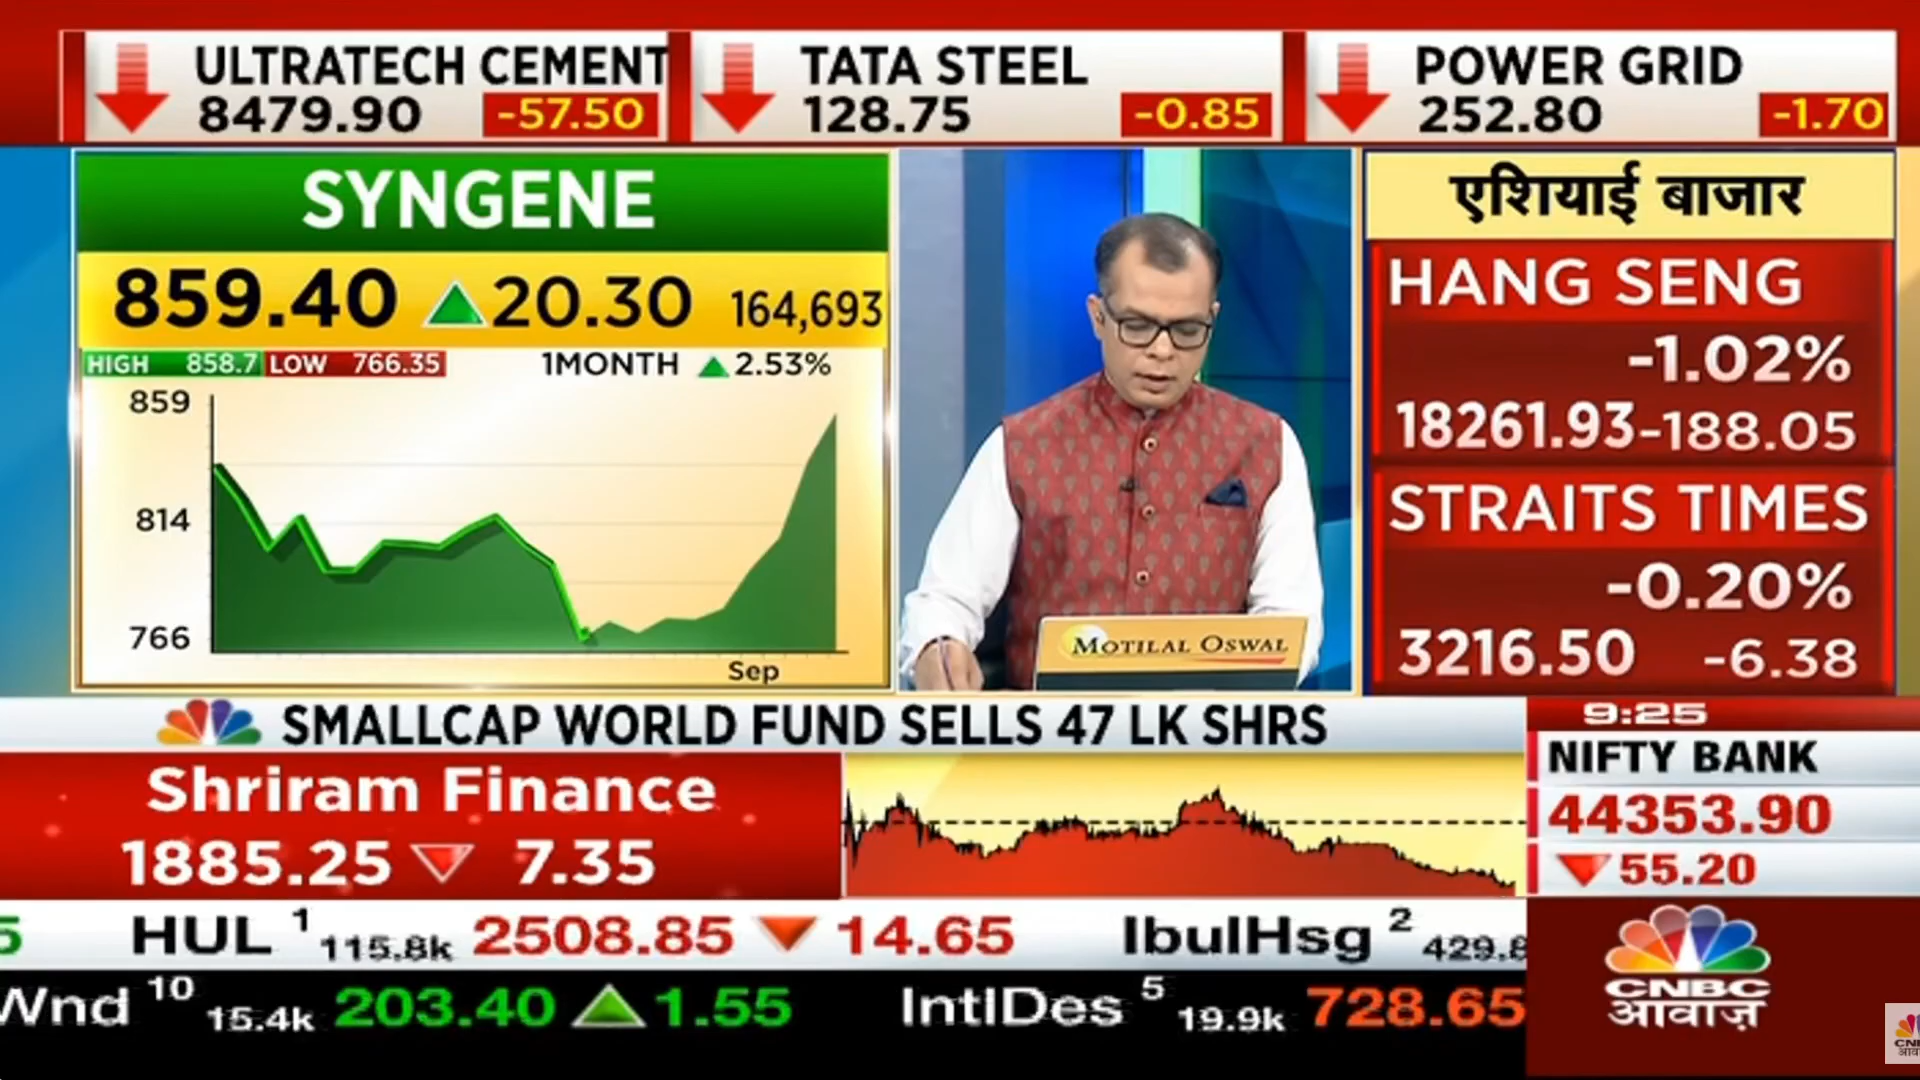 ULTRATECH CEMENT
8479.90 -57.50
TATA STEEL
128.75 -0.85
POWER GRID
252.80 -1.70
SYNGENE
859.40 20.30 164,693
HIGH 858.7 LOW 766.35 1MONTH 2.53%
859
814
766
Sep
MOTILAL OSWAL
एशियाई बाजार
HANG SENG
-1.02%
18261.93 -188.05
STRAITS TIMES
-0.20%
3216.50 -6.38
SMALLCAP WORLD FUND SELLS 47 LK SHRS
Shriram Finance
1885.25 7.35
9:25
NIFTY BANK
44353.90
55.20
5 HUL 1 115.8k 2508.85 14.65 IbulHsg 2 429.8
Wnd 10 15.4k 203.40 1.55 IntlDes 5 19.9k 728.65
CNBC
आवाज़